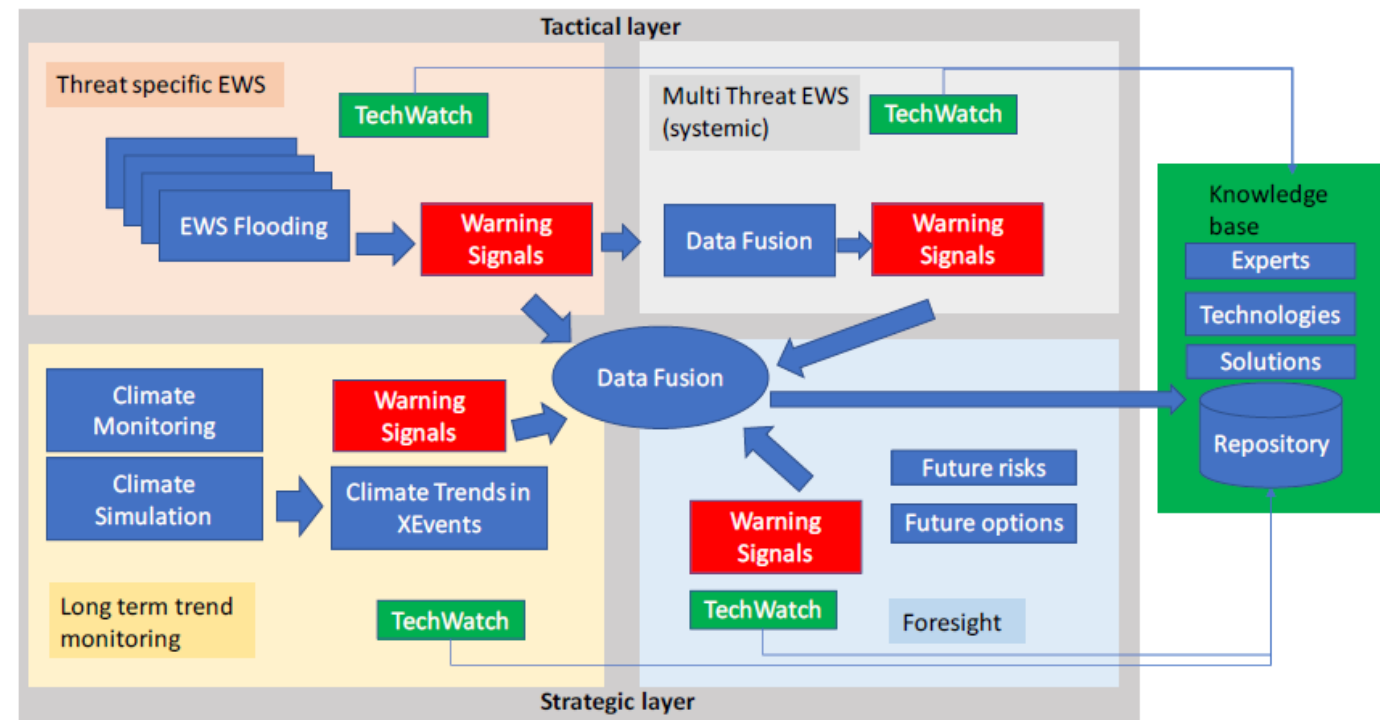 Tactical layer
Threat specific EWS
TechWatch
EWS Flooding
Warning
Signals
Multi Threat EWS
(systemic)
TechWatch
Data Fusion
Warning
Signals
Data Fusion
Climate
Monitoring
Climate
Simulation
Warning
Signals
Climate Trends in
XEvents
Long term trend
monitoring
TechWatch
Future risks
Future options
Warning
Signals
TechWatch
Foresight
Strategic layer
Knowledge
base
Experts
Technologies
Solutions
Repository